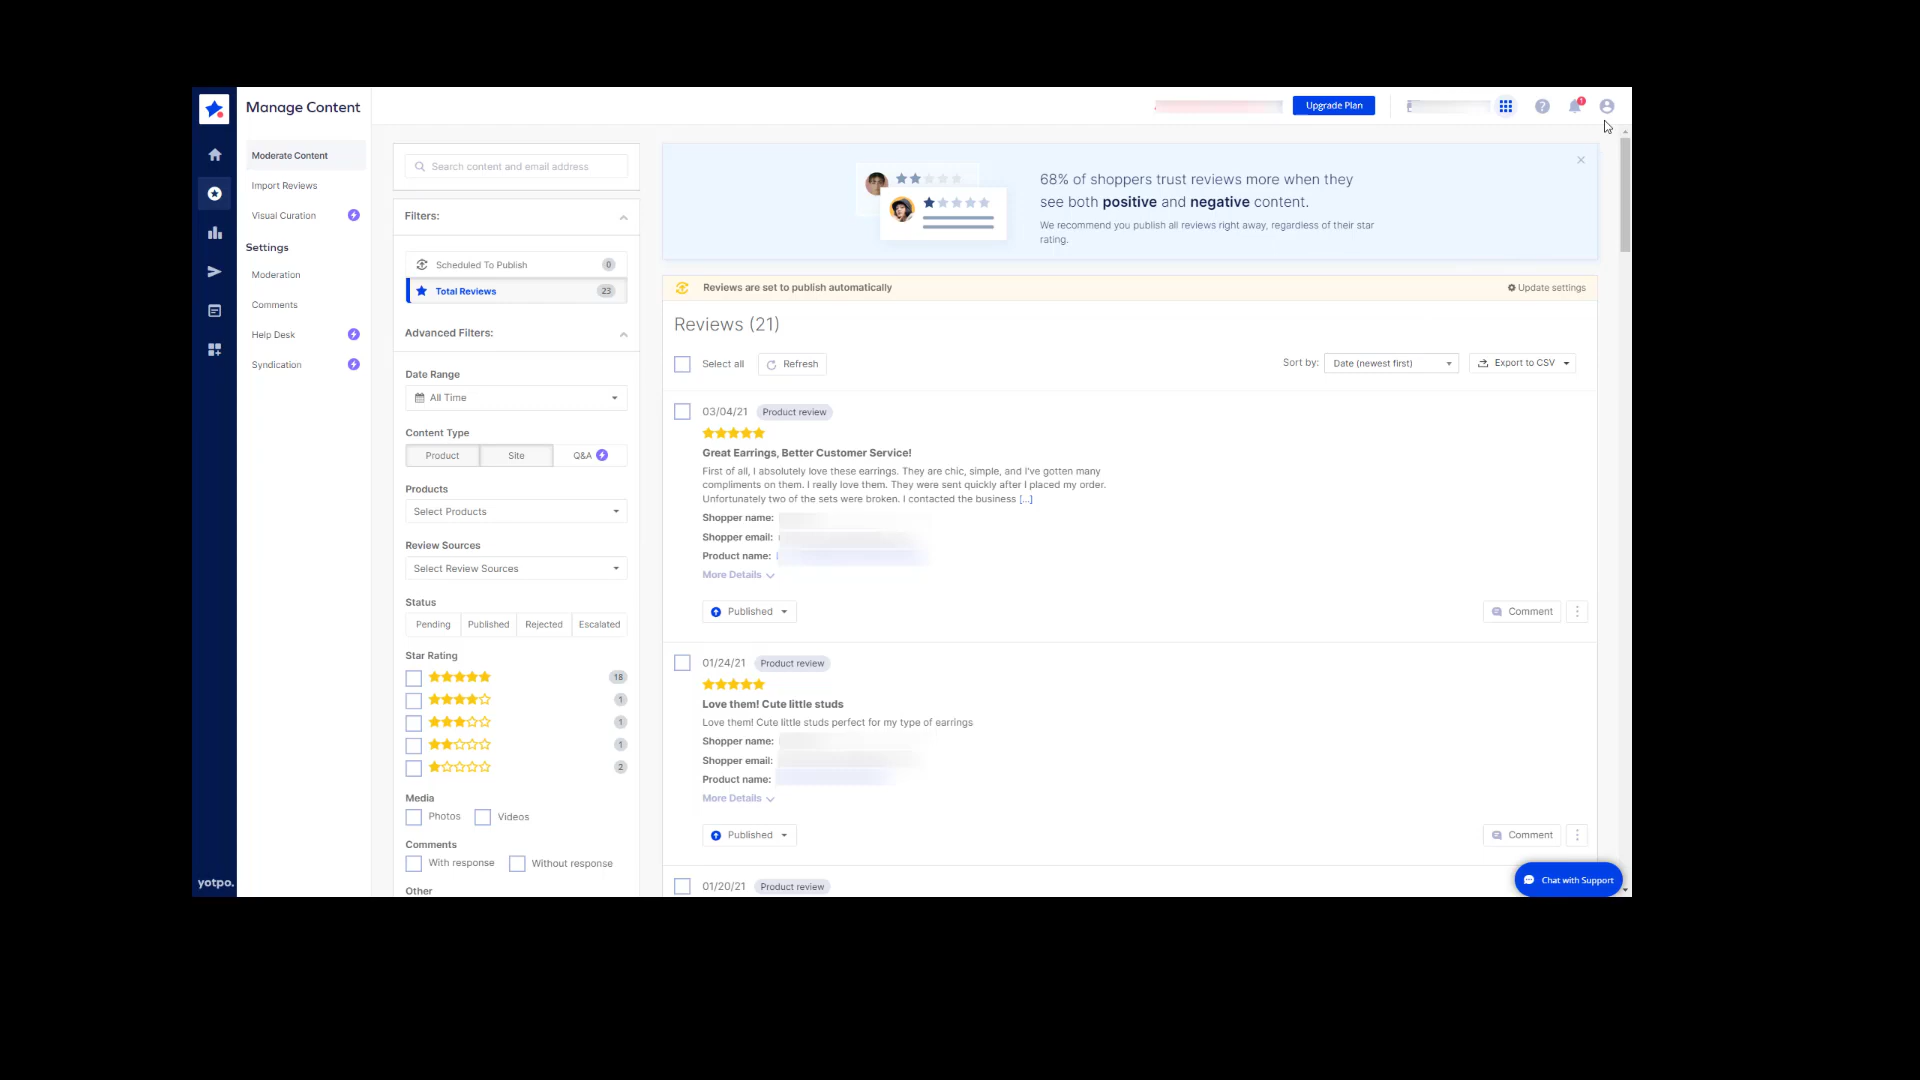 Manage Content
Upgrade Plan
Moderate Content
Import Reviews
Visual Curation
Settings
Moderation
Comments
Help Desk
Syndication
yotpo.
Search content and email address
Filters:
Scheduled To Publish 0
Total Reviews 23
Advanced Filters:
Date Range
All Time
Content Type
Product Site Q&A
Products
Select Products
Review Sources
Select Review Sources
Status
Pending Published Rejected Escalated
Star Rating
18
1
1
1
2
Media
Photos Videos
Comments
With response Without response
Other
68% of shoppers trust reviews more when they
see both positive and negative content.
We recommend you publish all reviews right away, regardless of their star
rating.
Reviews are set to publish automatically Update settings
Reviews (21)
Select all Refresh Sort by: Date (newest first) Export to CSV
03/04/21 Product review
Great Earrings, Better Customer Service!
First of all, I absolutely love these earrings. They are chic, simple, and I've gotten many
compliments on them. I really love them. They were sent quickly after I placed my order.
Unfortunately two of the sets were broken. I contacted the business [...]
Shopper name:
Shopper email:
Product name:
More Details
Published Comment
01/24/21 Product review
Love them! Cute little studs
Love them! Cute little studs perfect for my type of earrings
Shopper name:
Shopper email:
Product name:
More Details
Published Comment
01/20/21 Product review
Chat with Support